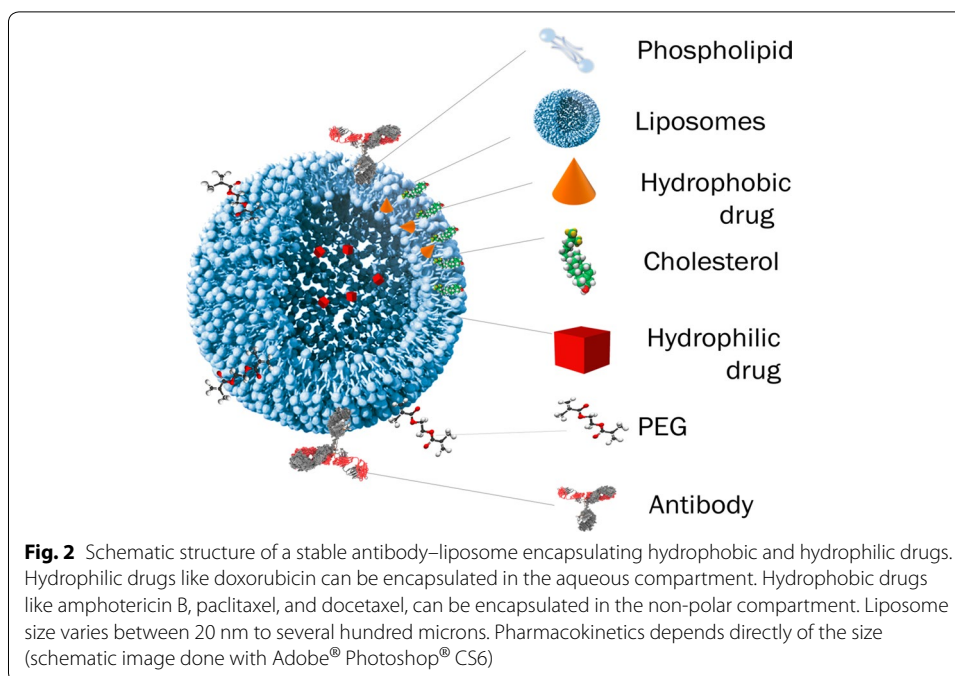 Phospholipid
Liposomes
Hydrophobic
drug
Cholesterol
Hydrophilic
drug
PEG
Antibody
Fig. 2 Schematic structure of a stable antibody–liposome encapsulating hydrophobic and hydrophilic drugs.
Hydrophilic drugs like doxorubicin can be encapsulated in the aqueous compartment. Hydrophobic drugs
like amphotericin B, paclitaxel, and docetaxel, can be encapsulated in the non-polar compartment. Liposome
size varies between 20 nm to several hundred microns. Pharmacokinetics depends directly of the size
(schematic image done with Adobe® Photoshop® CS6)